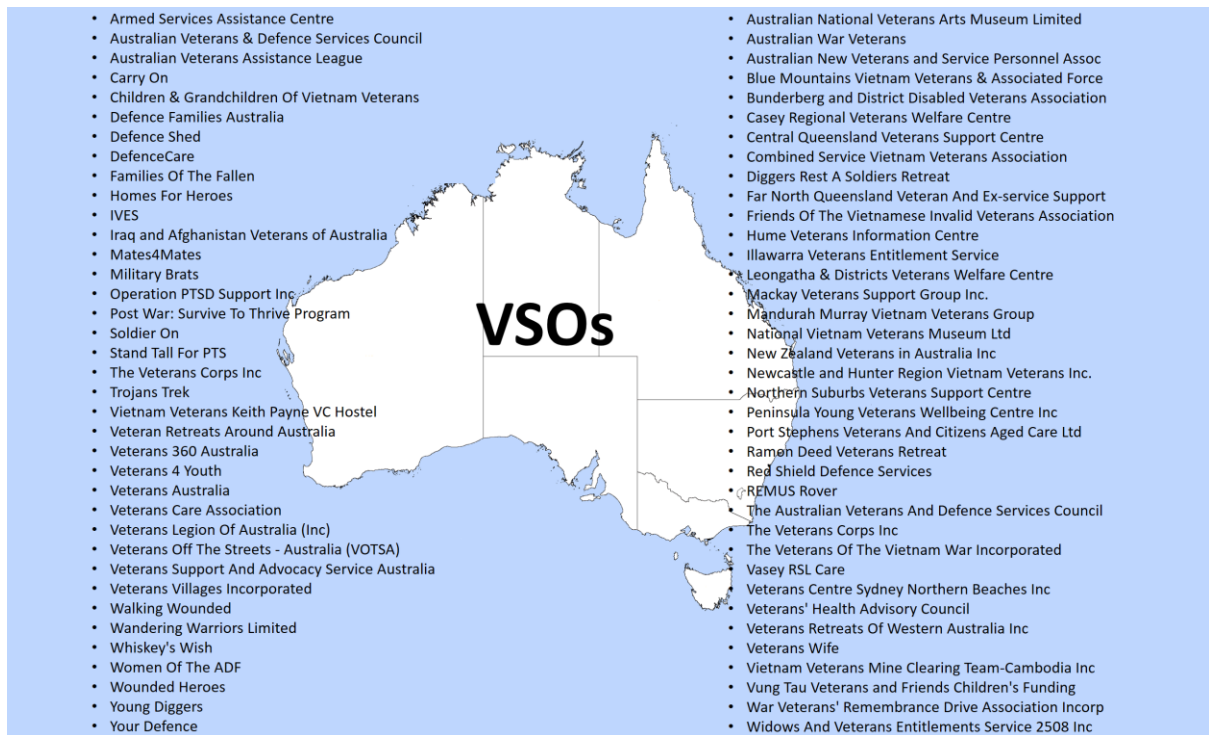 Armed Services Assistance Centre
Australian Veterans & Defence Services Council
Australian Veterans Assistance League
Carry On
Children & Grandchildren Of Vietnam Veterans
Defence Families Australia
Defence Shed
DefenceCare
Families Of The Fallen
Homes For Heroes
IVES
Iraq and Afghanistan Veterans of Australia
Mates4Mates
Military Brats
Operation PTSD Support Inc
Post War: Survive To Thrive Program
Soldier On
Stand Tall For PTS
The Veterans Corps Inc
Trojans Trek
Vietnam Veterans Keith Payne VC Hostel
Veteran Retreats Around Australia
Veterans 360 Australia
Veterans 4 Youth
Veterans Australia
Veterans Care Association
Veterans Legion Of Australia (Inc)
Veterans Off The Streets - Australia (VOTSA)
Veterans Support And Advocacy Service Australia
Veterans Villages Incorporated
Walking Wounded
Wandering Warriors Limited
Whiskey's Wish
Women Of The ADF
Wounded Heroes
Young Diggers
Your Defence
VSOs
Australian National Veterans Arts Museum Limited
Australian War Veterans
Australian New Veterans and Service Personnel Assoc
Blue Mountains Vietnam Veterans & Associated Force
Bunderberg and District Disabled Veterans Association
Casey Regional Veterans Welfare Centre
Central Queensland Veterans Support Centre
Combined Service Vietnam Veterans Association
Diggers Rest A Soldiers Retreat
Far North Queensland Veteran And Ex-service Support
Friends Of The Vietnamese Invalid Veterans Association
Hume Veterans Information Centre
Illawarra Veterans Entitlement Service
Leongatha & Districts Veterans Welfare Centre
Mackay Veterans Support Group Inc.
Mandurah Murray Vietnam Veterans Group
National Vietnam Veterans Museum Ltd
New Zealand Veterans in Australia Inc
Newcastle and Hunter Region Vietnam Veterans Inc.
Northern Suburbs Veterans Support Centre
Peninsula Young Veterans Wellbeing Centre Inc
Port Stephens Veterans And Citizens Aged Care Ltd
Ramon Deed Veterans Retreat
Red Shield Defence Services
REMUS Rover
The Australian Veterans And Defence Services Council
The Veterans Corps Inc
The Veterans Of The Vietnam War Incorporated
Vasey RSL Care
Veterans Centre Sydney Northern Beaches Inc
Veterans' Health Advisory Council
Veterans Retreats Of Western Australia Inc
Veterans Wife
Vietnam Veterans Mine Clearing Team-Cambodia Inc
Vung Tau Veterans and Friends Children's Funding
War Veterans' Remembrance Drive Association Incorp
Widows And Veterans Entitlements Service 2508 Inc